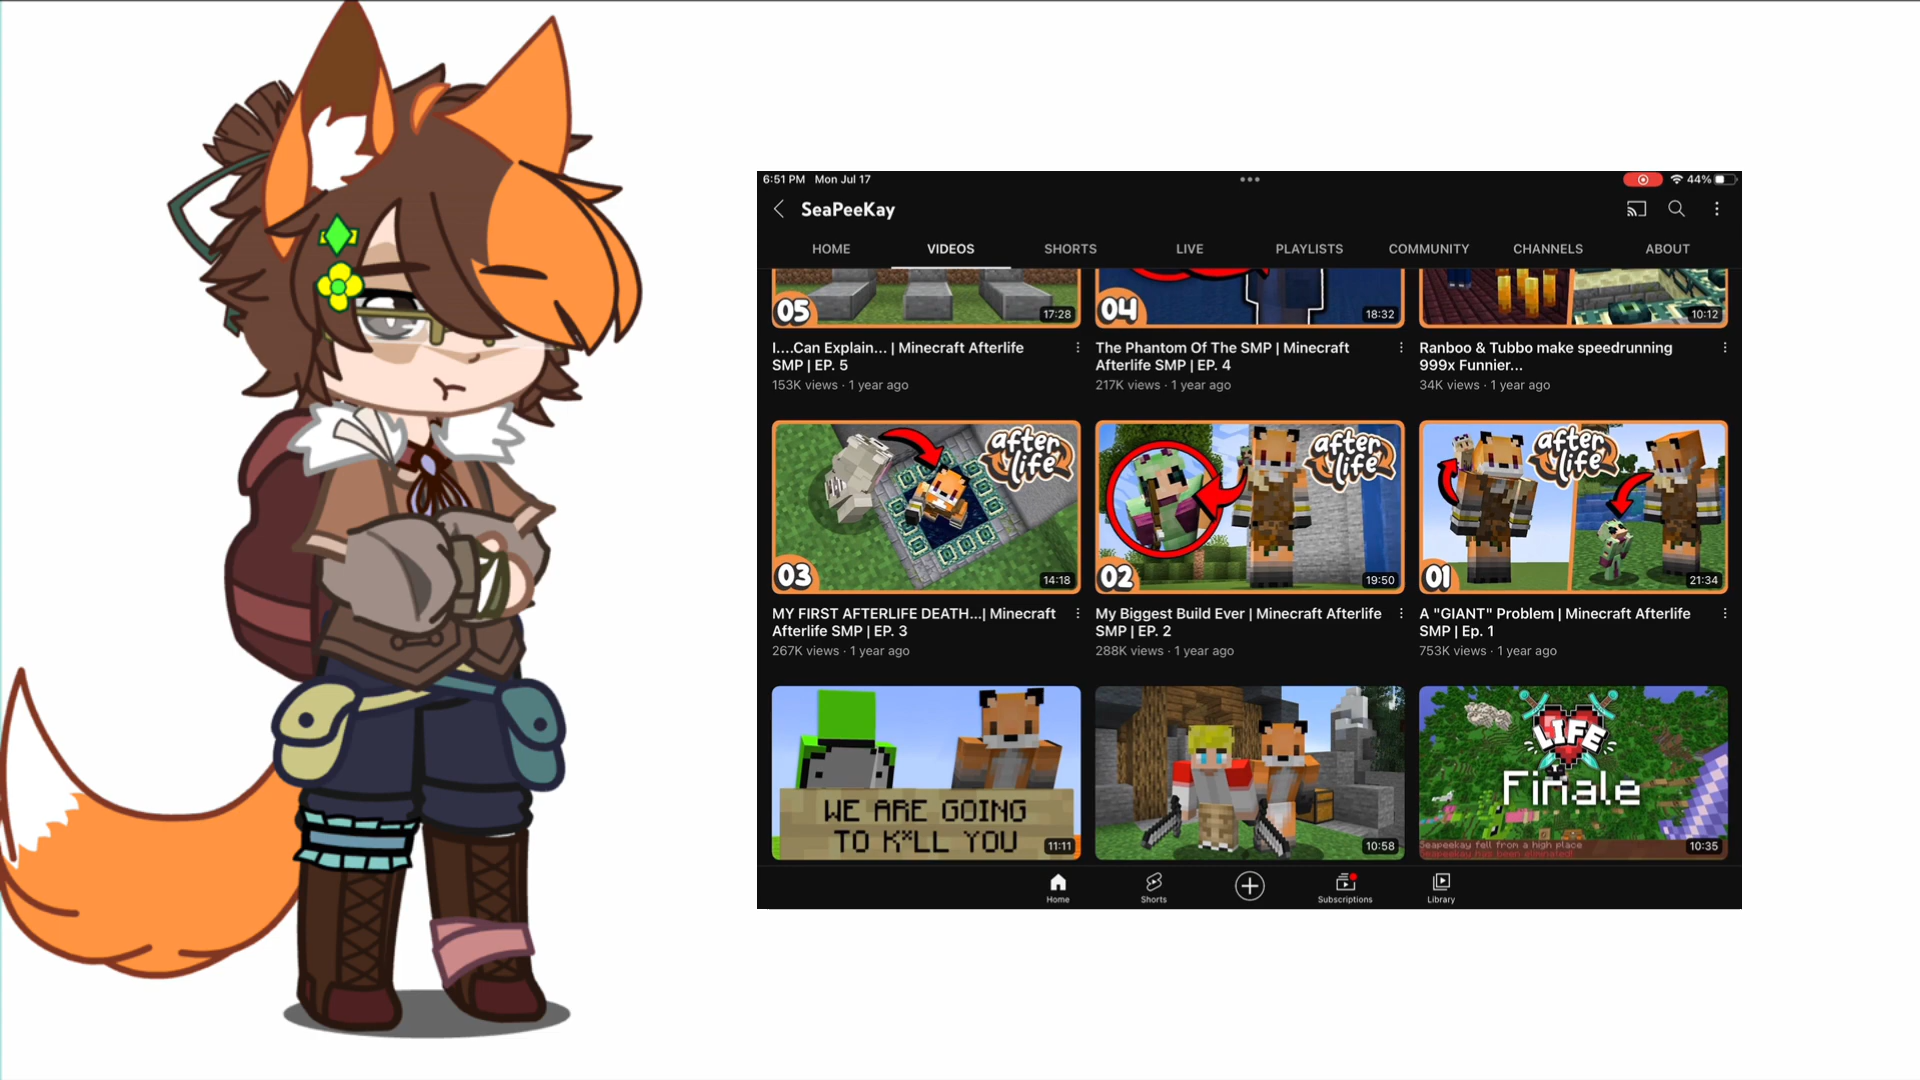 6:51 PM Mon Jul 17
44%
SeaPeeKay
HOME VIDEOS SHORTS LIVE PLAYLISTS COMMUNITY CHANNELS ABOUT
05 17:28 04 18:32 10:12
I....Can Explain... | Minecraft Afterlife
SMP | EP. 5
153K views · 1 year ago
The Phantom Of The SMP | Minecraft
Afterlife SMP | EP. 4
217K views · 1 year ago
Ranboo & Tubbo make speedrunning
999x Funnier...
34K views · 1 year ago
after
life
03
14:18
after
life
02
19:50
after
life
01
21:34
MY FIRST AFTERLIFE DEATH...| Minecraft
Afterlife SMP | EP. 3
267K views · 1 year ago
My Biggest Build Ever | Minecraft Afterlife
SMP | EP. 2
288K views · 1 year ago
A "GIANT" Problem | Minecraft Afterlife
SMP | Ep. 1
753K views · 1 year ago
WE ARE GOING
TO K*LL YOU
11:11
10:58
LIFE
Finale
Seapeekay fell from a high place
Seapeekay has been eliminated!
10:35
Home Shorts Subscriptions Library